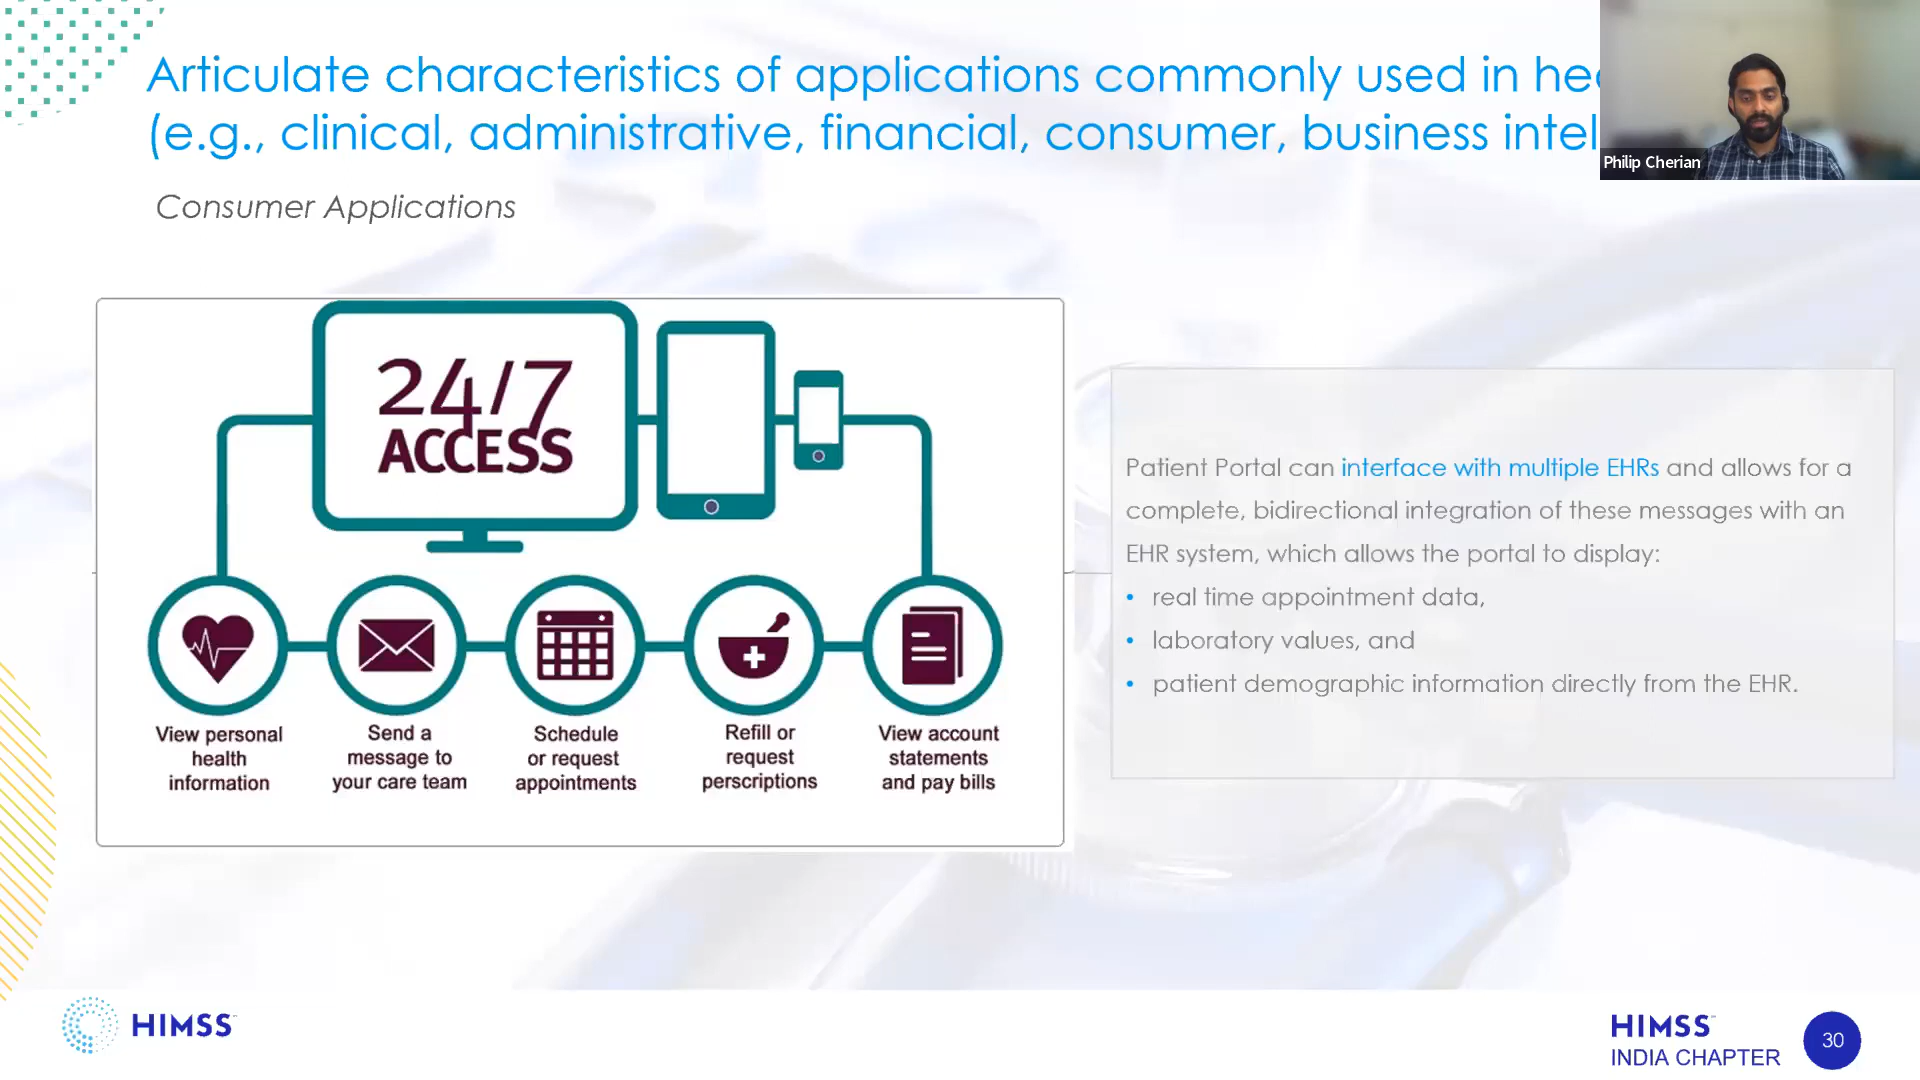 Articulate characteristics of applications commonly used in
(e.g., clinical, administrative, financial, consumer, business
Philip Cherian
Consumer Applications
24/7
ACCESS
View personal
health
information
Send a
message to
your care team
Schedule
or request
appointments
Refill or
request
perscriptions
View account
statements
and pay bills
Patient Portal can interface with multiple EHRs and allows for a
complete, bidirectional integration of these messages with an
EHR system, which allows the portal to display:
• real time appointment data,
• laboratory values, and
• patient demographic information directly from the EHR.
HIMSS
HIMSS
INDIA CHAPTER
30